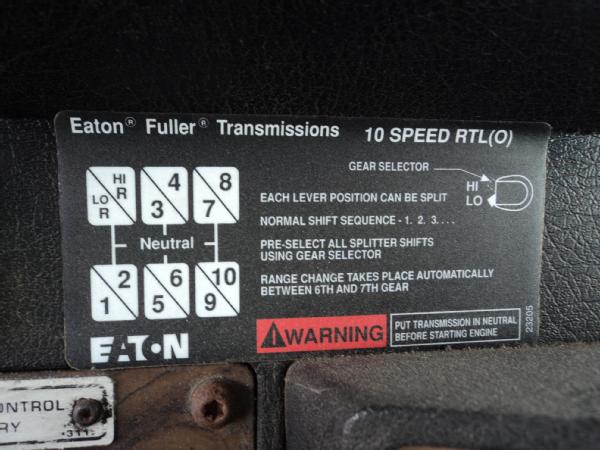 Eaton® Fuller® Transmissions 10 SPEED RTL(O)
GEAR SELECTOR
HI
LO
LO R HI R
3 4
7 8
EACH LEVER POSITION CAN BE SPLIT
NORMAL SHIFT SEQUENCE - 1. 2. 3. . . .
Neutral
PRE-SELECT ALL SPLITTER SHIFTS
USING GEAR SELECTOR
1 2
5 6
9 10
RANGE CHANGE TAKES PLACE AUTOMATICALLY
BETWEEN 6TH AND 7TH GEAR
EATON
WARNING
PUT TRANSMISSION IN NEUTRAL
BEFORE STARTING ENGINE
23205
ONTROL
RY